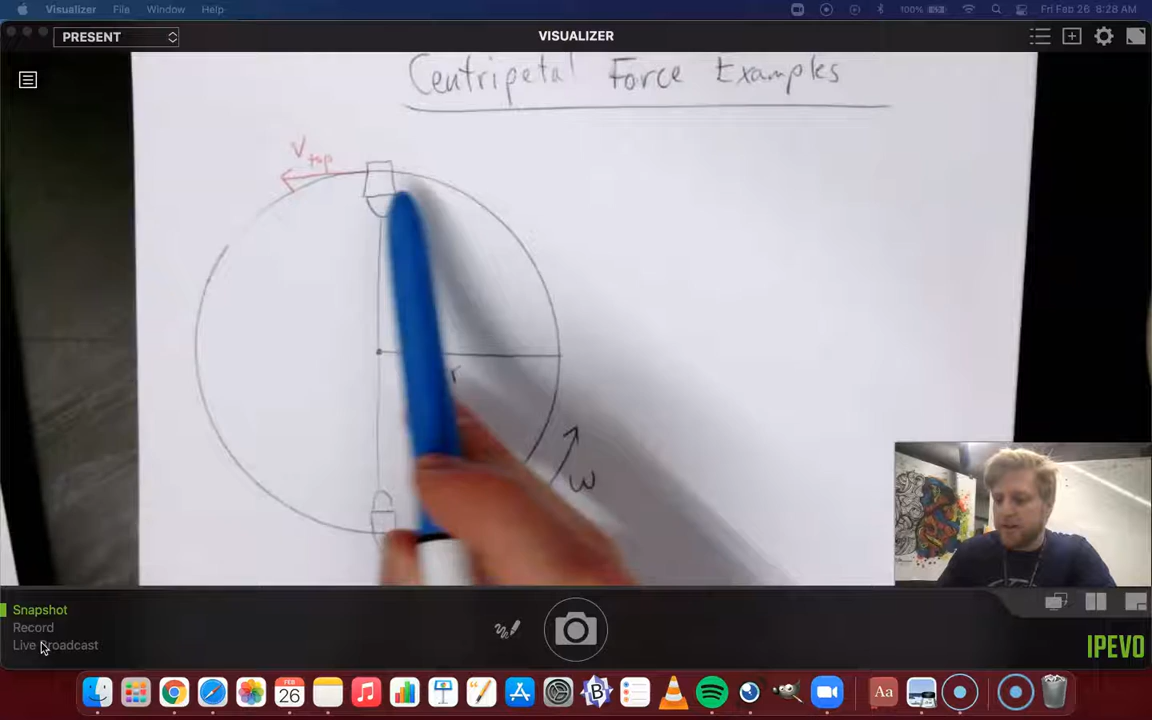 Visualizer File Window Help 100% Fri Feb 26 8:28 AM
PRESENT
VISUALIZER
Centripetal Force Examples
V top
r
ω
Snapshot
Record
Live Broadcast
IPEVO
FEB
26
Aa